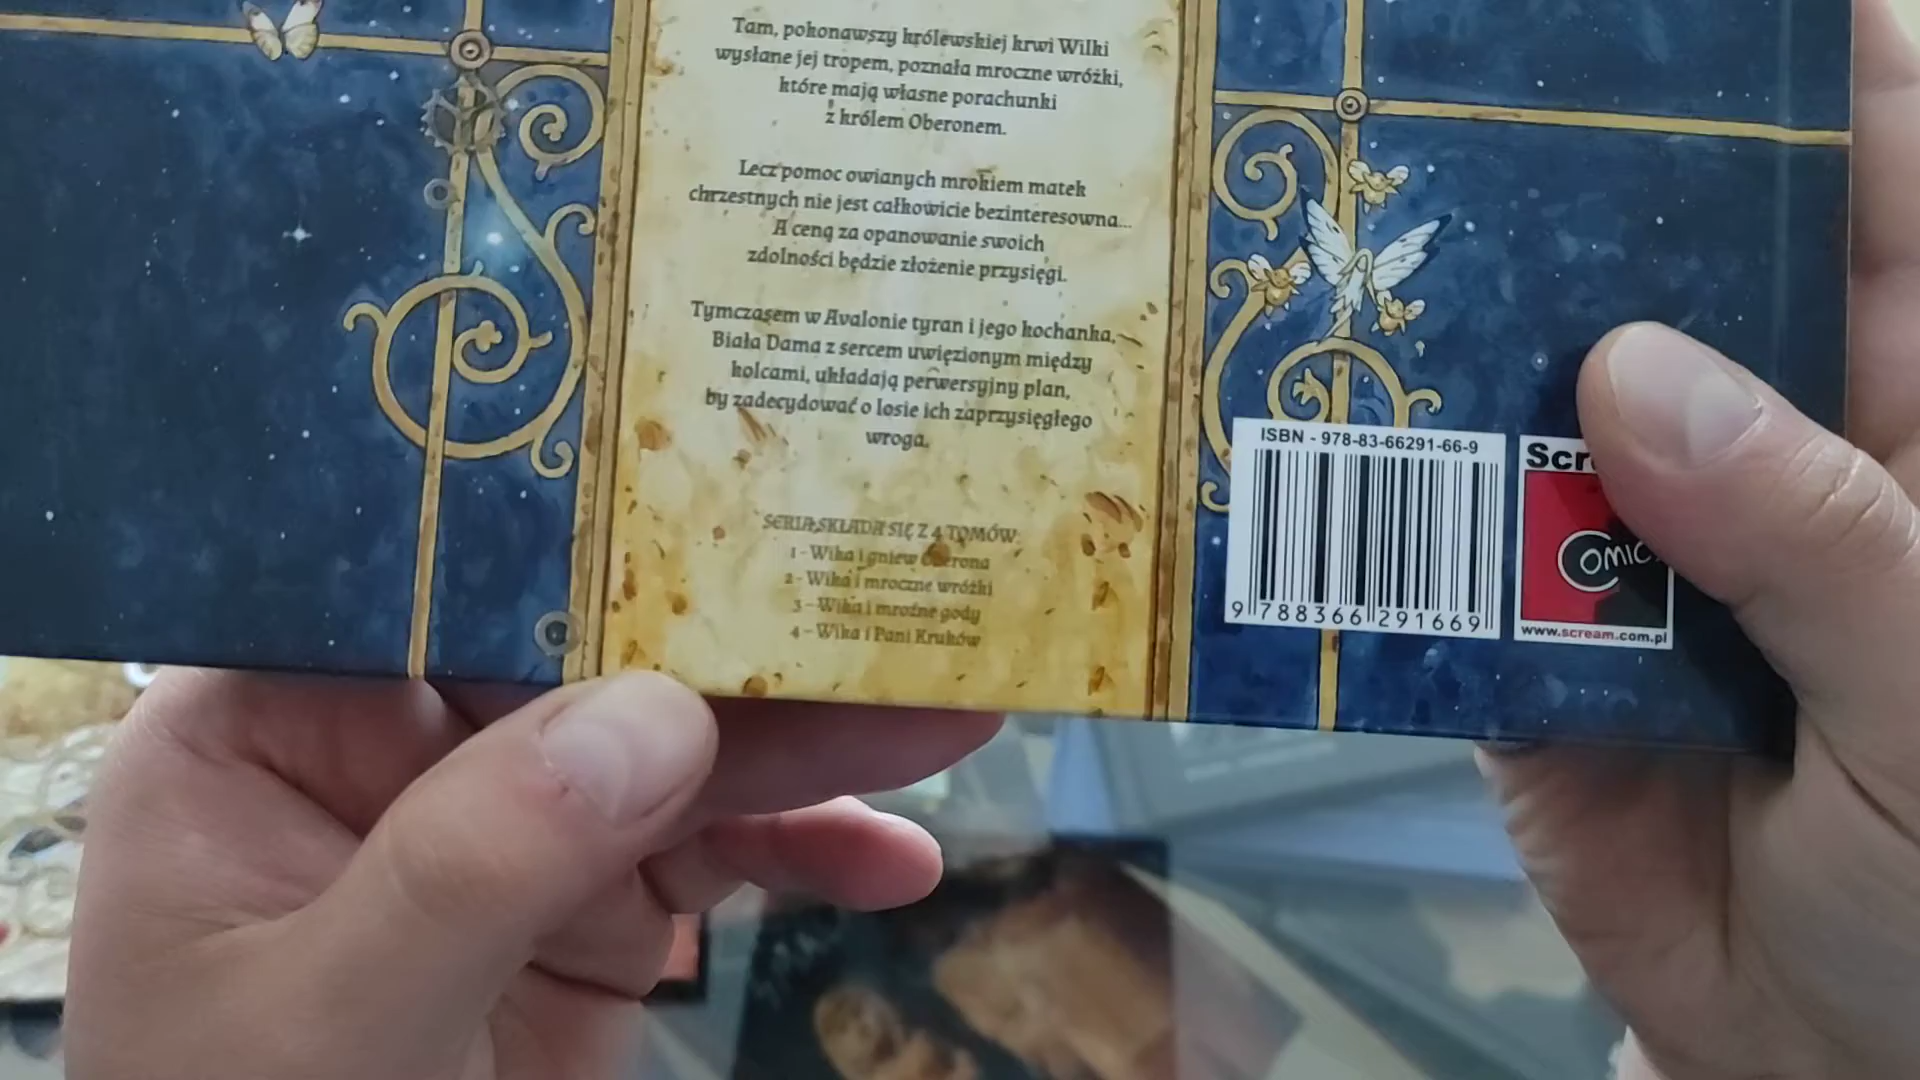 Tam, pokonawszy królewskiej krwi Wilki
wysłane jej tropem, poznała mroczne wróżki,
które mają własne porachunki
z królem Oberonem.
Lecz pomoc owianych mrokiem matek
chrzestnych nie jest całkowicie bezinteresowna...
A ceną za opanowanie swoich
zdolności będzie złożenie przysięgi.
Tymczasem w Avalonie tyran i jego kochanka,
Biała Dama z sercem uwięzionym między
kolcami, układają perwersyjny plan,
by zadecydować o losie ich zaprzysięgłego
wroga.
SERIA SKŁADA SIĘ Z 4 TOMÓW:
1 - Wika i gniew Oberona
2 - Wika i mroczne wróżki
3 - Wika i mroźne gody
4 - Wika i Pani Kruków
ISBN - 978-83-66291-66-9
9 788366 291669
Scr
COMIC
www.scream.com.pl